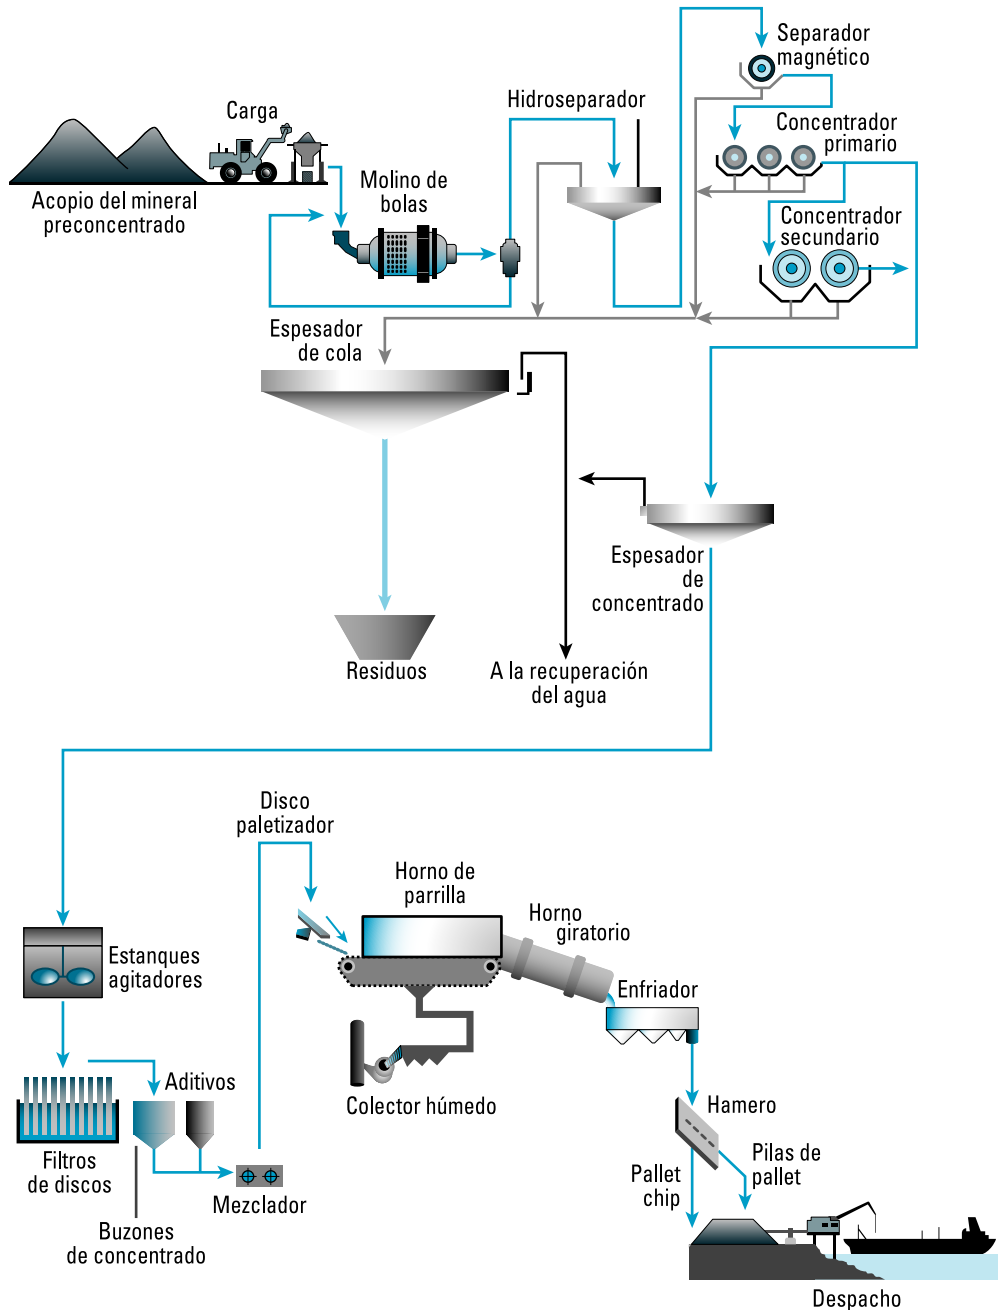 Separador
magnético
Hidroseparador
Carga
Concentrador
primario
Molino de
bolas
Acopio del mineral
preconcentrado
Concentrador
secundario
Espesador
de cola
Espesador
de
concentrado
Residuos
A la recuperación
del agua
Disco
paletizador
Horno de
parrilla
Horno
giratorio
Estanques
agitadores
Enfriador
Aditivos
Colector húmedo
Hamero
Filtros
de discos
Pilas de
pallet
Pallet
chip
Mezclador
Buzones
de concentrado
Despacho